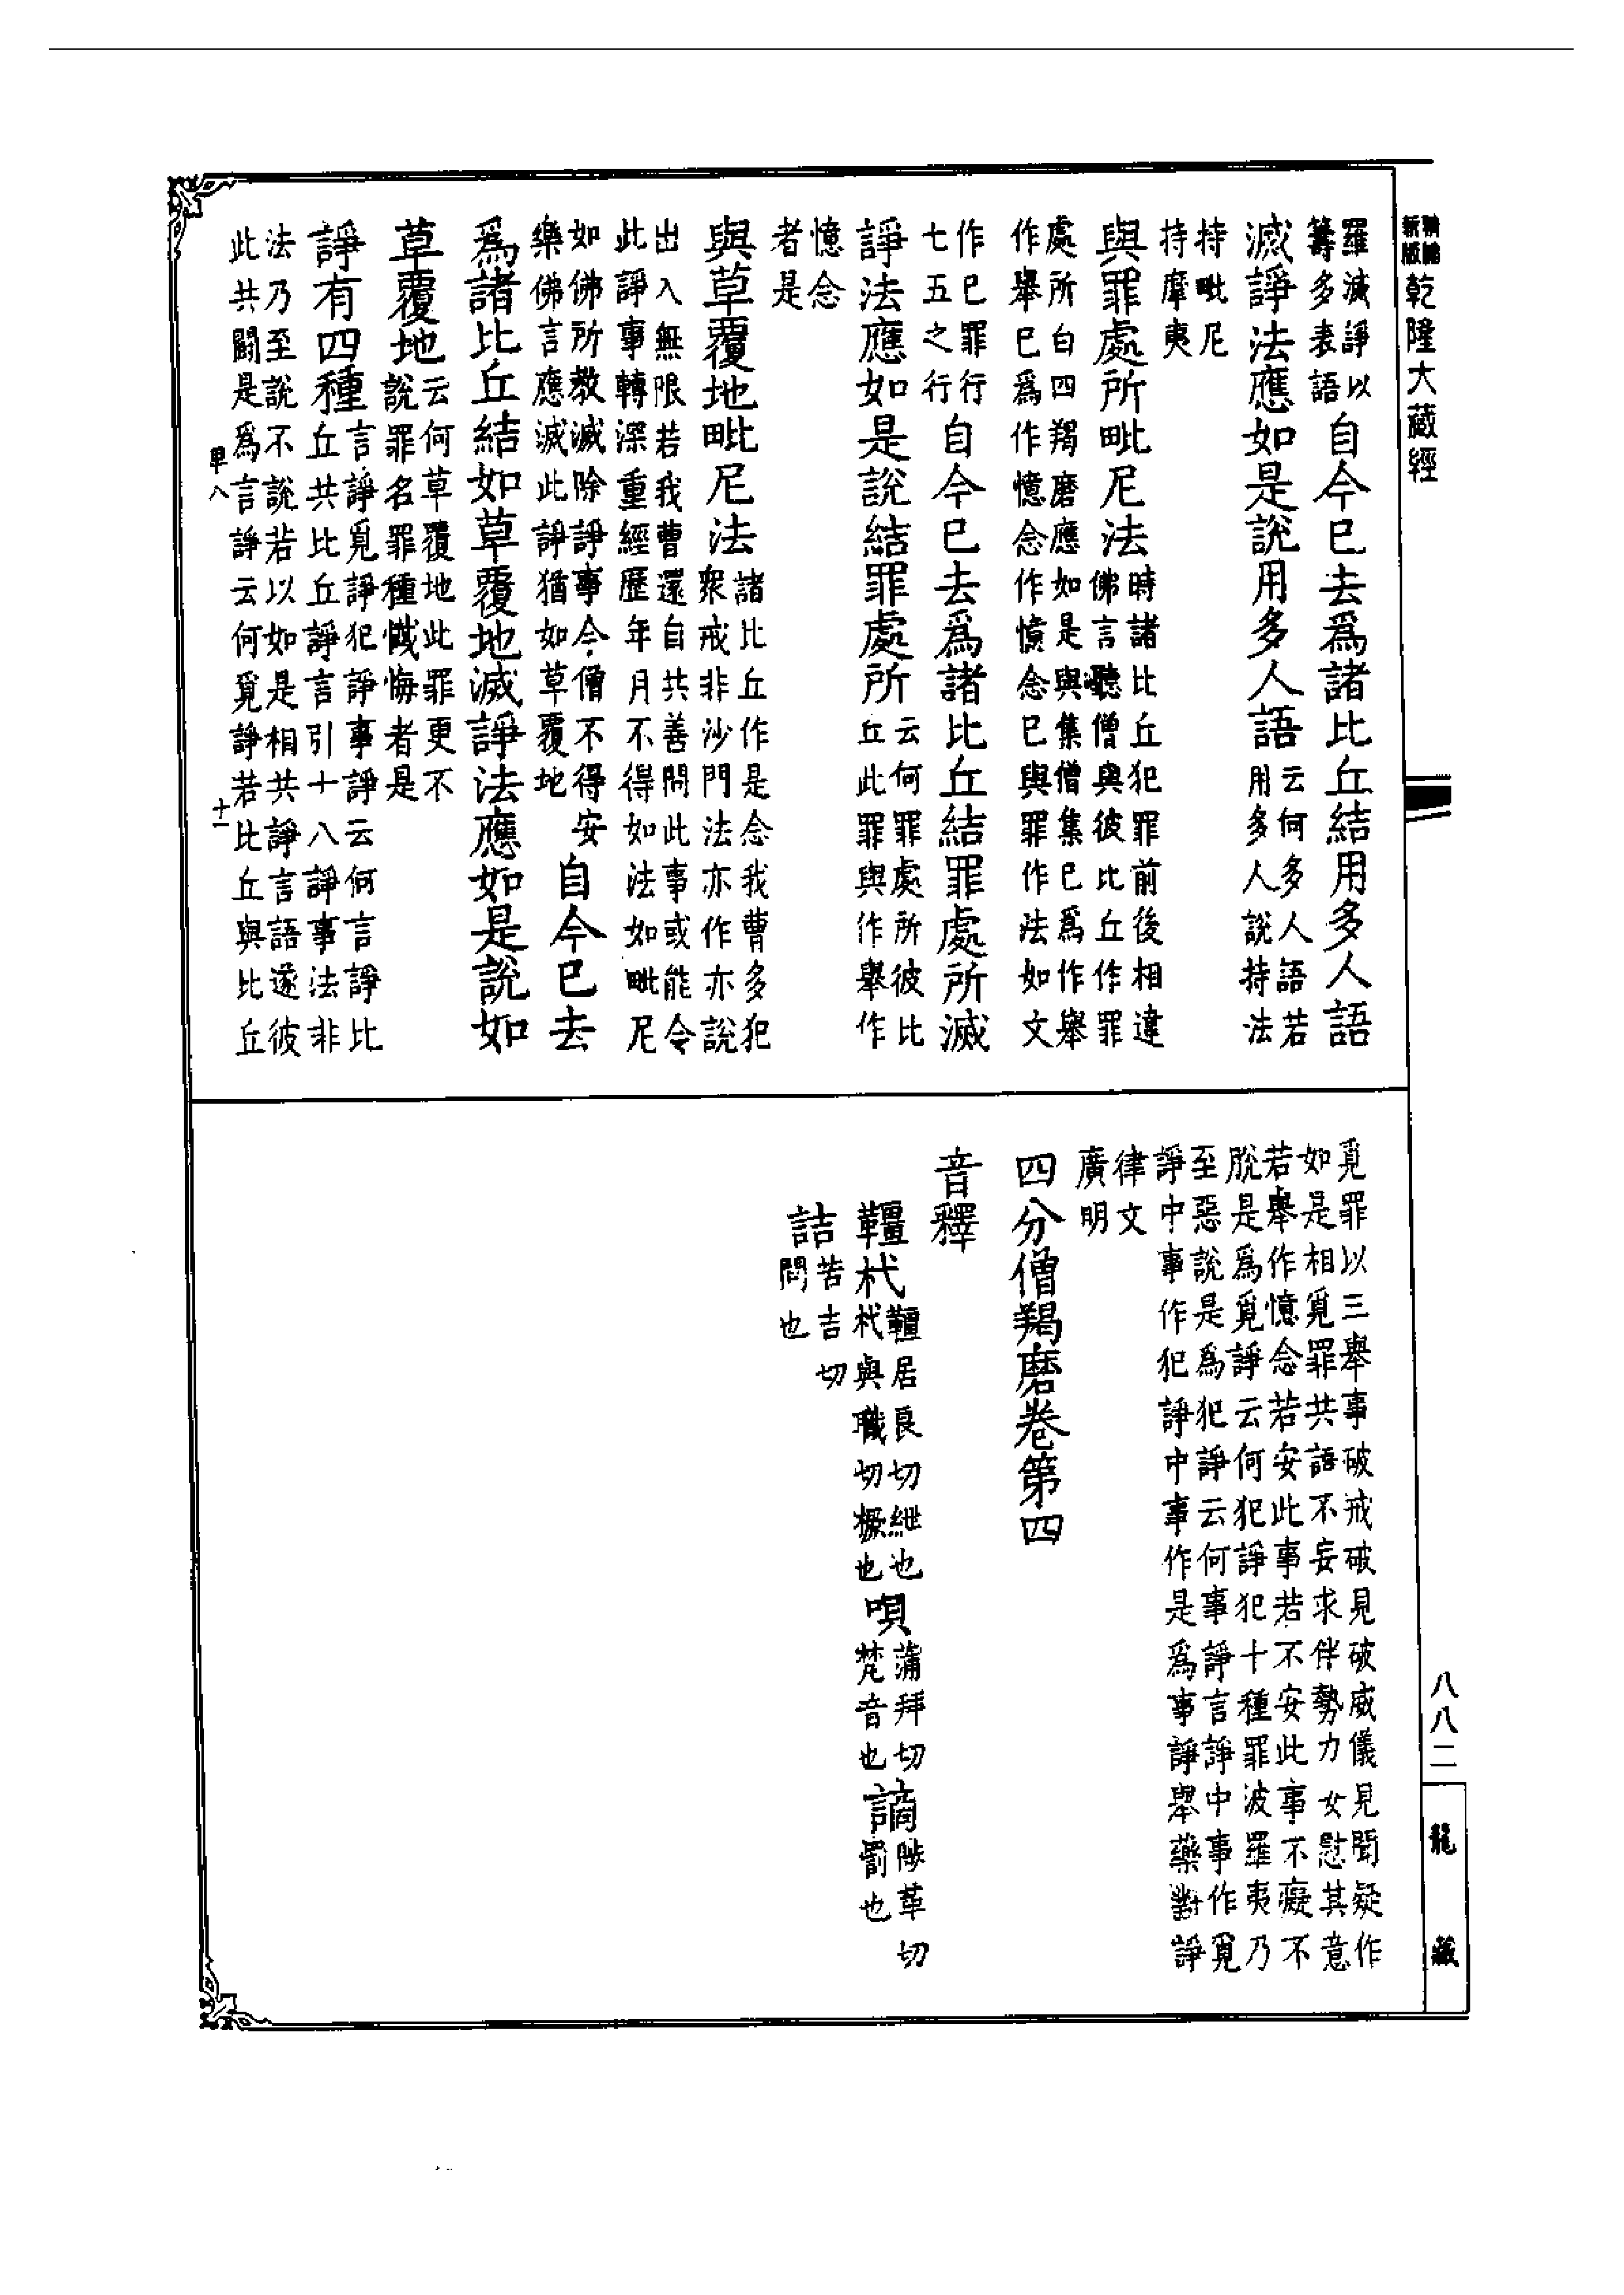 乾隆大藏經
羅滅諍以
籌多表語
自今已去爲諸比丘結用多人語
滅諍法應如是說用多人語
云何多人語若
用多人說持法
持毗尼
持摩夷
與罪處所毗尼法
時諸比丘犯罪前後相違
佛言聽僧與彼比丘作罪
處所白四羯磨應如是與集僧集已爲作舉
作舉已爲作憶念作憶念已與罪作法如文
作已罪行
七五之行
自今已去爲諸比丘結罪處所滅
諍法應如是說結罪處所
云何罪處所彼比
丘此罪與作舉作
憶念
者是
與草覆地毗尼法
諸比丘作是念我曹多犯
衆戒非沙門法亦作亦說
出入無限若我曹還自共善問此事或能令
此諍事轉深重經歷年月不得如法如毗尼
如佛所教滅除諍事令僧不得安
樂佛言應滅此諍猶如草覆地
自今已去
爲諸比丘結如草覆地滅諍法應如是說如
草覆地
云何草覆地此罪更不
說罪名罪種懺悔者是
諍有四種
言諍覓諍犯諍事諍云何言諍比
丘共比丘諍言引十八諍事法非
法乃至說不說若以如是相共諍言語遂彼
此共鬬是爲言諍云何覓諍若比丘與比丘
覓罪以三舉事破戒破見破威儀見聞疑作
如是相覓罪共語不妄求伴勢力女慰其意
若舉作憶念若安此事若不安此事不癡不
脫是爲覓諍云何犯諍犯十種罪波羅夷乃
至惡說是爲犯諍云何事諍言諍中事作覓
諍中事作犯諍中事作是爲事諍舉藥對諍
律文
廣明
四分僧羯磨卷第四
音釋
韁杙
韁居良切紲也
杙與職切橛也
唄
蒲拜切
梵音也
謫
陟革切
罰也
詰
苦吉切
問也
十一
八八二
龍藏